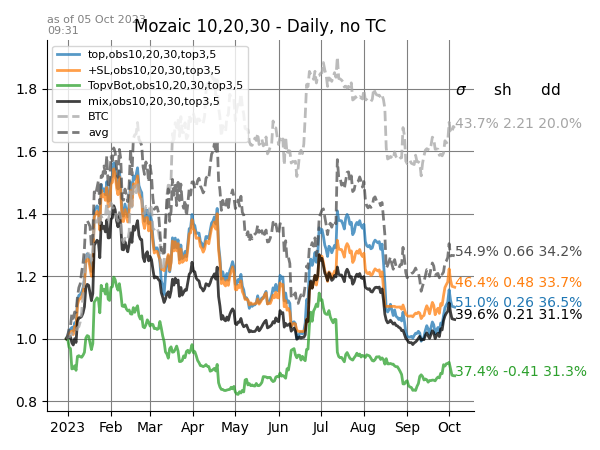 as of 05 Oct 2023
09:31
Mozaic 10,20,30 - Daily, no TC
top,obs10,20,30,top3,5
+SL,obs10,20,30,top3,5
TopvBot,obs10,20,30,top3,5
mix,obs10,20,30,top3,5
BTC
avg
σ sh dd
43.7% 2.21 20.0%
54.9% 0.66 34.2%
46.4% 0.48 33.7%
51.0% 0.26 36.5%
39.6% 0.21 31.1%
37.4% -0.41 31.3%
1.8
1.6
1.4
1.2
1.0
0.8
2023 Feb Mar Apr May Jun Jul Aug Sep Oct